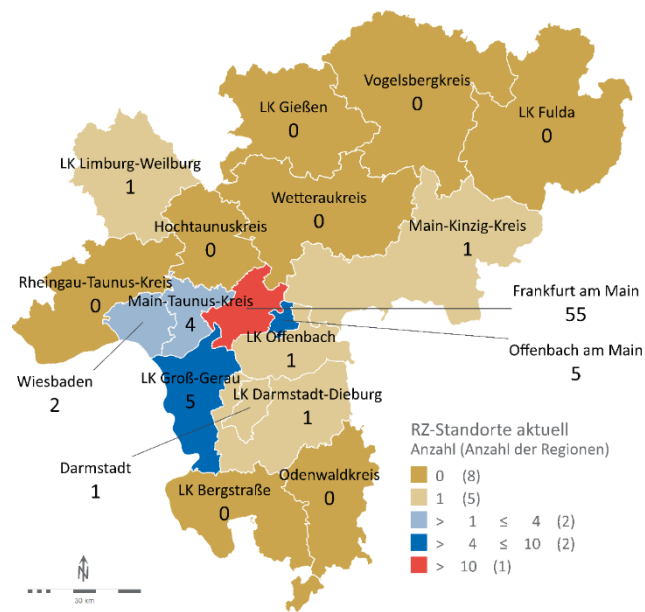 Vogelsbergkreis
0
LK Gießen
0
LK Fulda
0
LK Limburg-Weilburg
1
Wetteraukreis
0
Hochtaunuskreis
0
Main-Kinzig-Kreis
1
Rheingau-Taunus-Kreis
0
Main-Taunus-Kreis
4
Frankfurt am Main
55
LK Offenbach
1
Offenbach am Main
5
Wiesbaden
2
LK Groß-Gerau
5
LK Darmstadt-Dieburg
1
Darmstadt
1
LK Bergstraße
0
Odenwaldkreis
0
RZ-Standorte aktuell
Anzahl (Anzahl der Regionen)
0 (8)
1 (5)
> 1 ≤ 4 (2)
> 4 ≤ 10 (2)
> 10 (1)
N
30 km